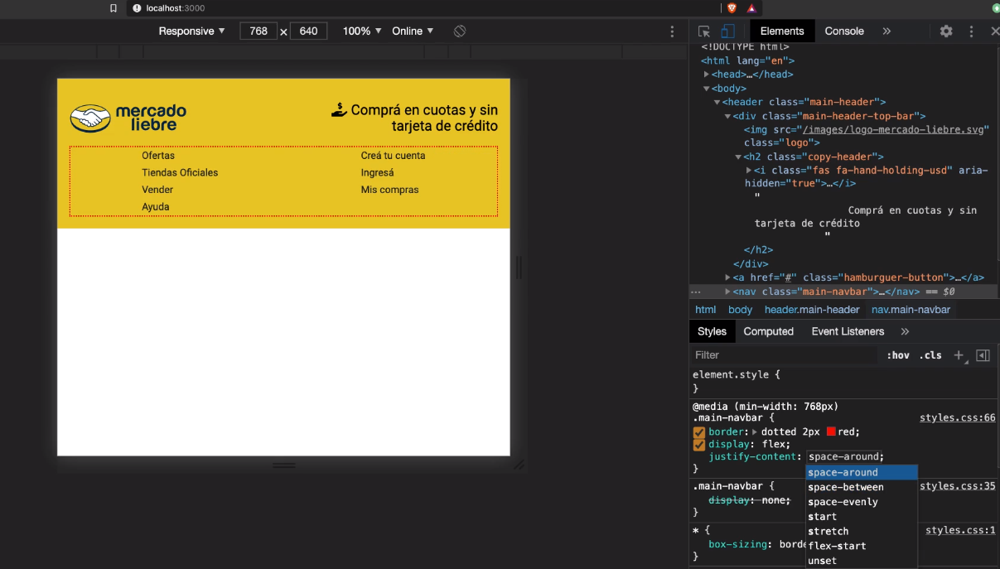 localhost:3000
Responsive ▼ 768 x 640 100% ▼ Online ▼
Elements Console »
<!DOCTYPE html>
<html lang="en">
▶<head>…</head>
▼<body>
▼<header class="main-header">
▼<div class="main-header-top-bar">
<img src="/images/logo-mercado-liebre.svg"
class="logo">
▼<h2 class="copy-header">
▶<i class="fas fa-hand-holding-usd" aria-
hidden="true">…</i>
"
Comprá en cuotas y sin
tarjeta de crédito
"
</h2>
</div>
▶<a href="#" class="hamburguer-button">…</a>
… ▶<nav class="main-navbar">…</nav> == $0
html body header.main-header nav.main-navbar
Styles Computed Event Listeners »
Filter :hov .cls +
element.style {
}
@media (min-width: 768px)
.main-navbar { styles.css:66
border: ▶ dotted 2px red;
display: flex;
justify-content: space-around;
}
space-around
space-between
space-evenly
start
stretch
flex-start
unset
.main-navbar { styles.css:35
display: none;
}
* { styles.css:1
box-sizing: borde
}
mercado
liebre
Comprá en cuotas y sin
tarjeta de crédito
Ofertas
Tiendas Oficiales
Vender
Ayuda
Creá tu cuenta
Ingresá
Mis compras